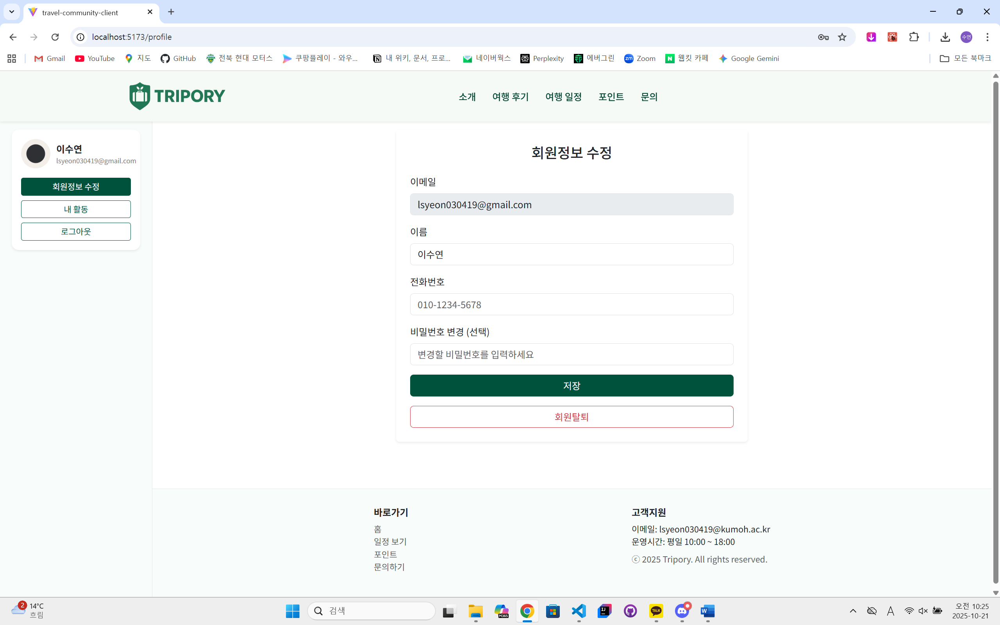 travel-community-client
localhost:5173/profile
수연
Gmail
YouTube
지도
GitHub
전북 현대 모터스
쿠팡플레이 - 와우...
내 위키, 문서, 프로...
네이버웍스
Perplexity
에버그린
zm
Zoom
N
웹킷 카페
Google Gemini
모든 북마크
TRIPORY
소개
여행 후기
여행 일정
포인트
문의
이수연
lsyeon030419@gmail.com
회원정보 수정
내 활동
로그아웃
회원정보 수정
이메일
lsyeon030419@gmail.com
이름
이수연
전화번호
010-1234-5678
비밀번호 변경 (선택)
변경할 비밀번호를 입력하세요
저장
회원탈퇴
바로가기
홈
일정 보기
포인트
문의하기
고객지원
이메일: lsyeon030419@kumoh.ac.kr
운영시간: 평일 10:00 ~ 18:00
ⓒ 2025 Tripory. All rights reserved.
2
14°C
흐림
검색
M365
IJ
TALK
W
A
오전 10:25
2025-10-21